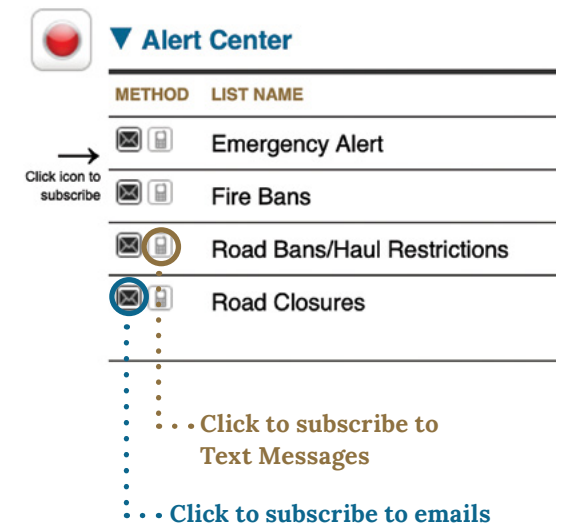 ▼ Alert Center
METHOD LIST NAME
Emergency Alert
Click icon to
subscribe
Fire Bans
Road Bans/Haul Restrictions
Road Closures
Click to subscribe to
Text Messages
Click to subscribe to emails